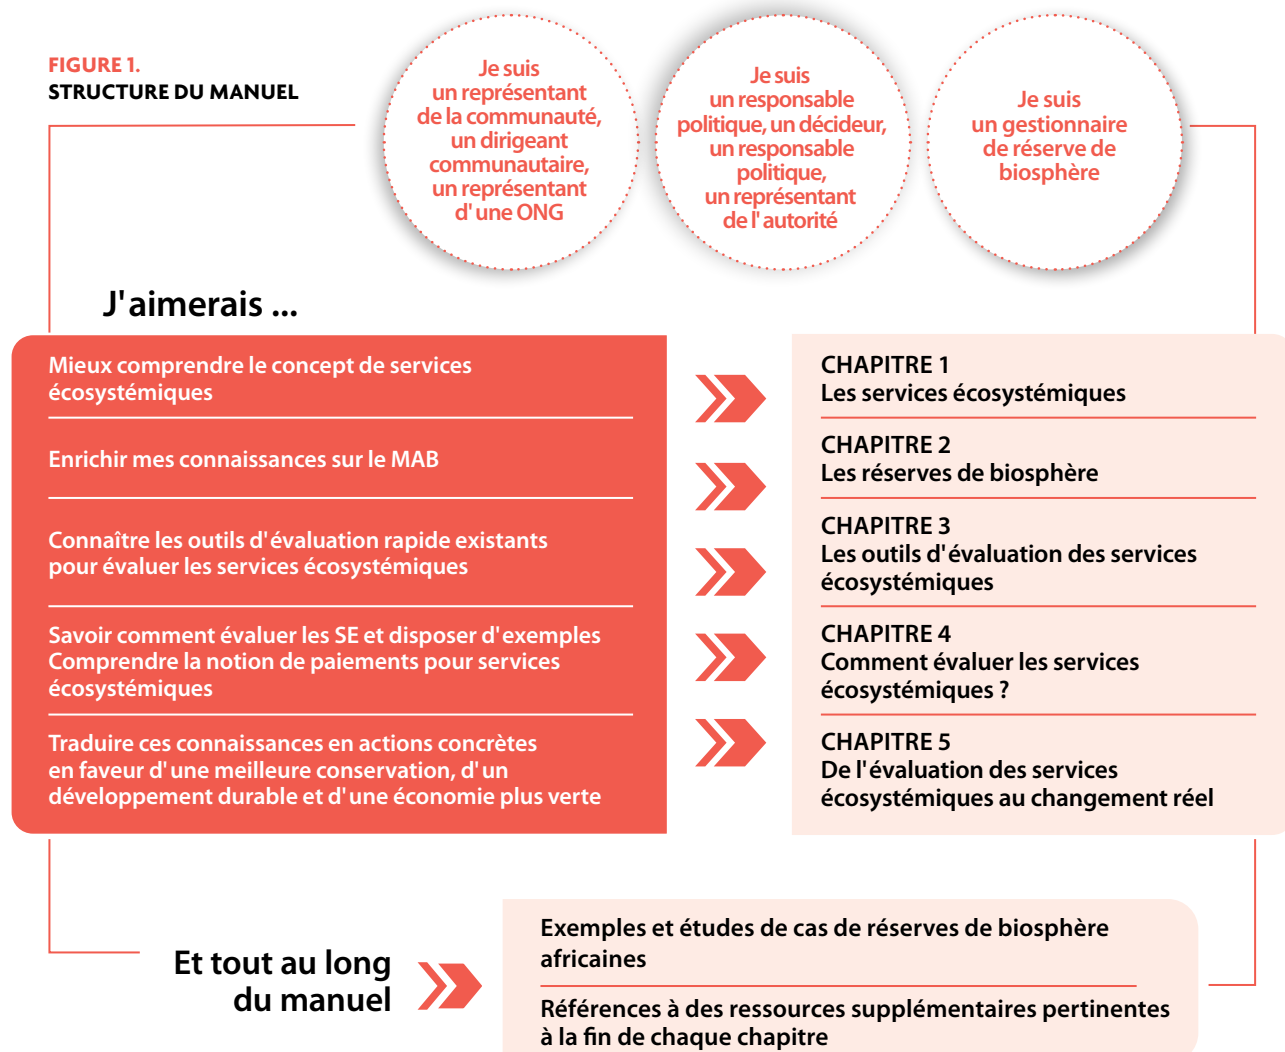 FIGURE 1.
STRUCTURE DU MANUEL
Je suis
un représentant
de la communauté,
un dirigeant
communautaire,
un représentant
d'une ONG
Je suis
un responsable
politique, un décideur,
un responsable
politique,
un représentant
de l'autorité
Je suis
un gestionnaire
de réserve de
biosphère
J'aimerais ...
Mieux comprendre le concept de services
écosystémiques
CHAPITRE 1
Les services écosystémiques
Enrichir mes connaissances sur le MAB
CHAPITRE 2
Les réserves de biosphère
Connaître les outils d'évaluation rapide existants
pour évaluer les services écosystémiques
CHAPITRE 3
Les outils d'évaluation des services
écosystémiques
Savoir comment évaluer les SE et disposer d'exemples
Comprendre la notion de paiements pour services
écosystémiques
CHAPITRE 4
Comment évaluer les services
écosystémiques ?
Traduire ces connaissances en actions concrètes
en faveur d'une meilleure conservation, d'un
développement durable et d'une économie plus verte
CHAPITRE 5
De l'évaluation des services
écosystémiques au changement réel
Et tout au long
du manuel
Exemples et études de cas de réserves de biosphère
africaines
Références à des ressources supplémentaires pertinentes
à la fin de chaque chapitre